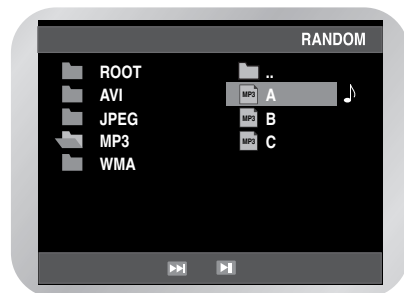 RANDOM
ROOT
AVI
JPEG
MP3
WMA
..
MP3 A
MP3 B
MP3 C